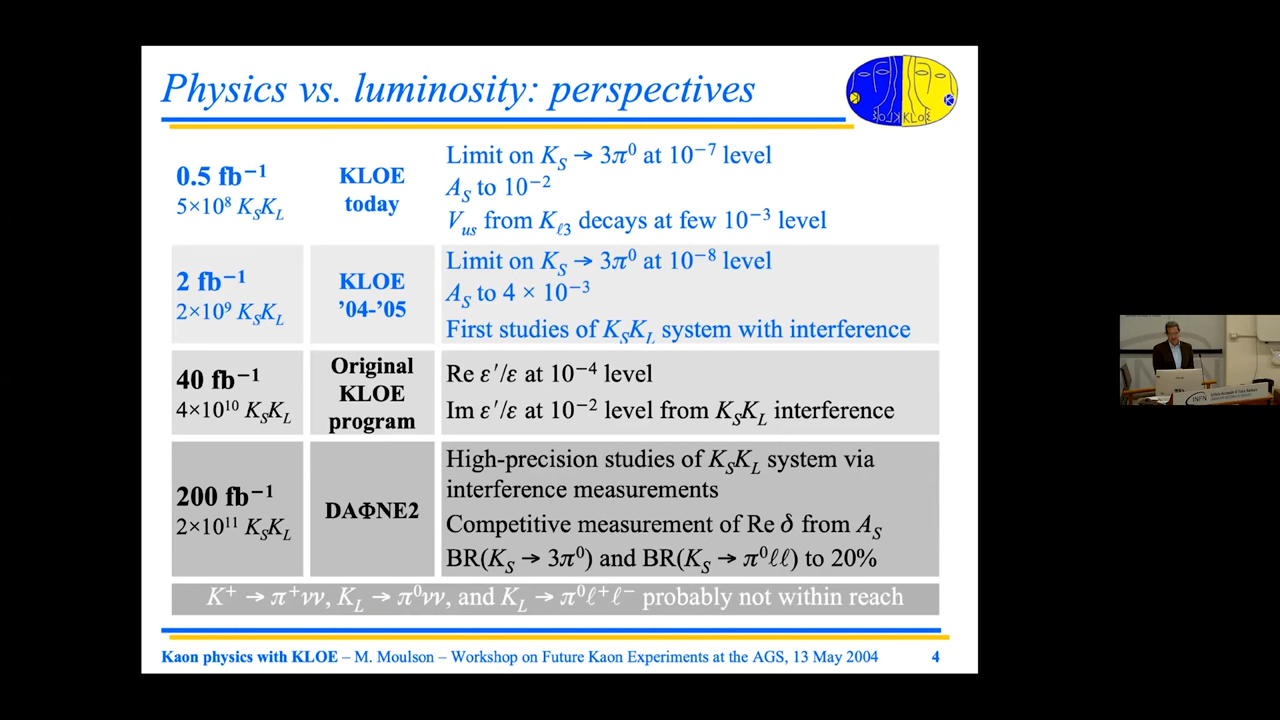 Physics vs. luminosity: perspectives
KLOE
0.5 fb⁻¹
5×10⁸ K_SK_L
KLOE
today
Limit on K_S → 3π⁰ at 10⁻⁷ level
A_S to 10⁻²
V_us from K_ℓ3 decays at few 10⁻³ level
2 fb⁻¹
2×10⁹ K_SK_L
KLOE
’04-’05
Limit on K_S → 3π⁰ at 10⁻⁸ level
A_S to 4 × 10⁻³
First studies of K_SK_L system with interference
40 fb⁻¹
4×10¹⁰ K_SK_L
Original
KLOE
program
Re ε′/ε at 10⁻⁴ level
Im ε′/ε at 10⁻² level from K_SK_L interference
200 fb⁻¹
2×10¹¹ K_SK_L
DAΦNE2
High-precision studies of K_SK_L system via
interference measurements
Competitive measurement of Re δ from A_S
BR(K_S → 3π⁰) and BR(K_S → π⁰ℓℓ) to 20%
K⁺ → π⁺νν, K_L → π⁰νν, and K_L → π⁰ℓ⁺ℓ⁻ probably not within reach
Kaon physics with KLOE – M. Moulson – Workshop on Future Kaon Experiments at the AGS, 13 May 2004 4
INFN